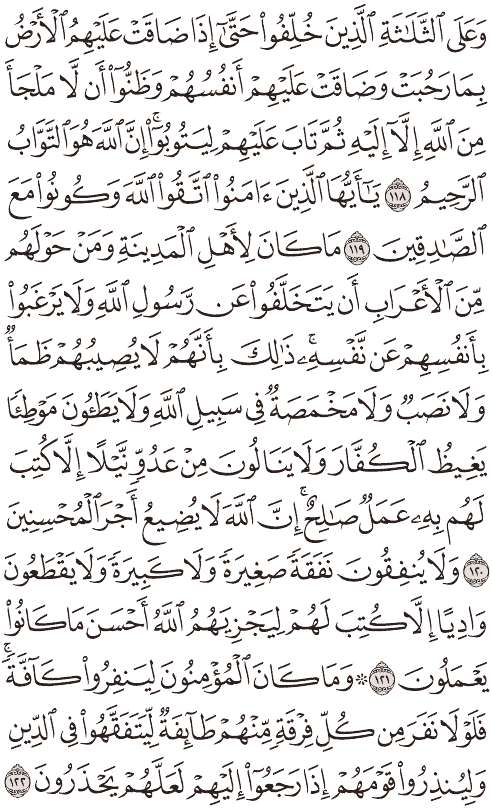 وَعَلَى ٱلثَّلَٰثَةِ ٱلَّذِينَ خُلِّفُوا۟ حَتَّىٰٓ إِذَا ضَاقَتْ عَلَيْهِمُ ٱلْأَرْضُ
بِمَا رَحُبَتْ وَضَاقَتْ عَلَيْهِمْ أَنفُسُهُمْ وَظَنُّوٓا۟ أَن لَّا مَلْجَأَ
مِنَ ٱللَّهِ إِلَّآ إِلَيْهِ ثُمَّ تَابَ عَلَيْهِمْ لِيَتُوبُوٓا۟ ۚ إِنَّ ٱللَّهَ هُوَ ٱلتَّوَّابُ
ٱلرَّحِيمُ ١١٨ يَٰٓأَيُّهَا ٱلَّذِينَ ءَامَنُوا۟ ٱتَّقُوا۟ ٱللَّهَ وَكُونُوا۟ مَعَ
ٱلصَّٰدِقِينَ ١١٩ مَا كَانَ لِأَهْلِ ٱلْمَدِينَةِ وَمَنْ حَوْلَهُم
مِّنَ ٱلْأَعْرَابِ أَن يَتَخَلَّفُوا۟ عَن رَّسُولِ ٱللَّهِ وَلَا يَرْغَبُوا۟
بِأَنفُسِهِمْ عَن نَّفْسِهِۦ ۚ ذَٰلِكَ بِأَنَّهُمْ لَا يُصِيبُهُمْ ظَمَأٌ
وَلَا نَصَبٌ وَلَا مَخْمَصَةٌ فِى سَبِيلِ ٱللَّهِ وَلَا يَطَـُٔونَ مَوْطِئًا
يَغِيظُ ٱلْكُفَّارَ وَلَا يَنَالُونَ مِنْ عَدُوٍّ نَّيْلًا إِلَّا كُتِبَ
لَهُم بِهِۦ عَمَلٌ صَٰلِحٌ ۚ إِنَّ ٱللَّهَ لَا يُضِيعُ أَجْرَ ٱلْمُحْسِنِينَ
١٢٠ وَلَا يُنفِقُونَ نَفَقَةً صَغِيرَةً وَلَا كَبِيرَةً وَلَا يَقْطَعُونَ
وَادِيًا إِلَّا كُتِبَ لَهُمْ لِيَجْزِيَهُمُ ٱللَّهُ أَحْسَنَ مَا كَانُوا۟
يَعْمَلُونَ ١٢١ ۞ وَمَا كَانَ ٱلْمُؤْمِنُونَ لِيَنفِرُوا۟ كَآفَّةً ۚ
فَلَوْلَا نَفَرَ مِن كُلِّ فِرْقَةٍ مِّنْهُمْ طَآئِفَةٌ لِّيَتَفَقَّهُوا۟ فِى ٱلدِّينِ
وَلِيُنذِرُوا۟ قَوْمَهُمْ إِذَا رَجَعُوٓا۟ إِلَيْهِمْ لَعَلَّهُمْ يَحْذَرُونَ ١٢٢